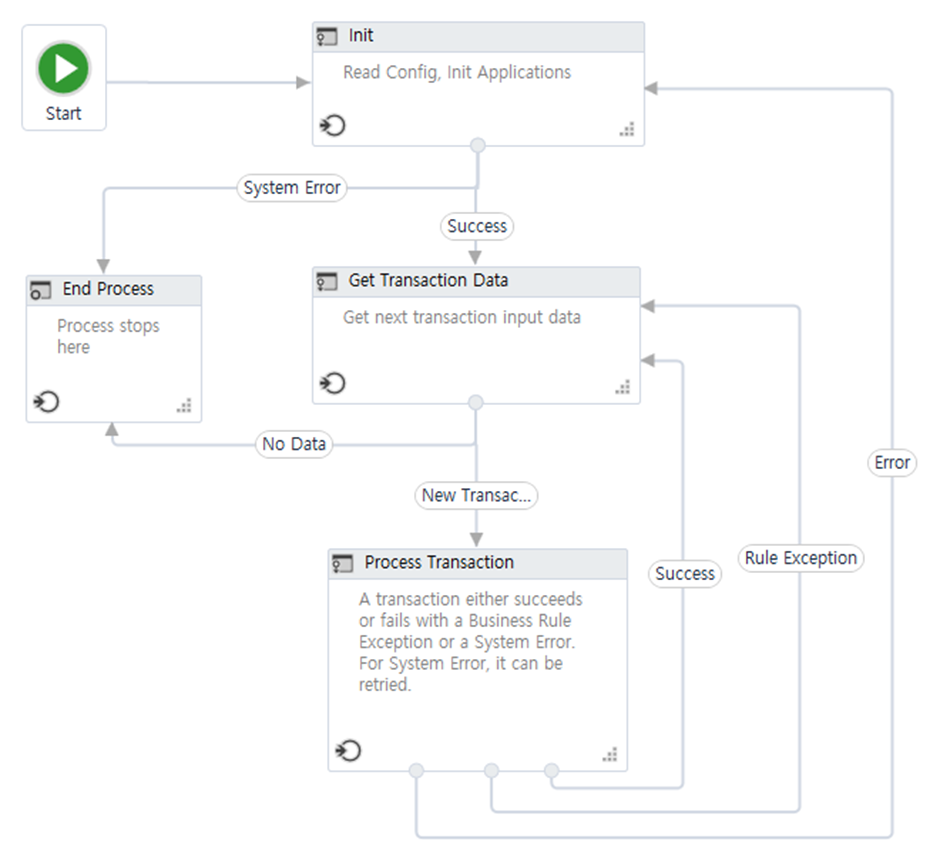 Start
Init
Read Config, Init Applications
System Error
Success
End Process
Process stops
here
Get Transaction Data
Get next transaction input data
No Data
New Transac...
Error
Rule Exception
Success
Process Transaction
A transaction either succeeds
or fails with a Business Rule
Exception or a System Error.
For System Error, it can be
retried.